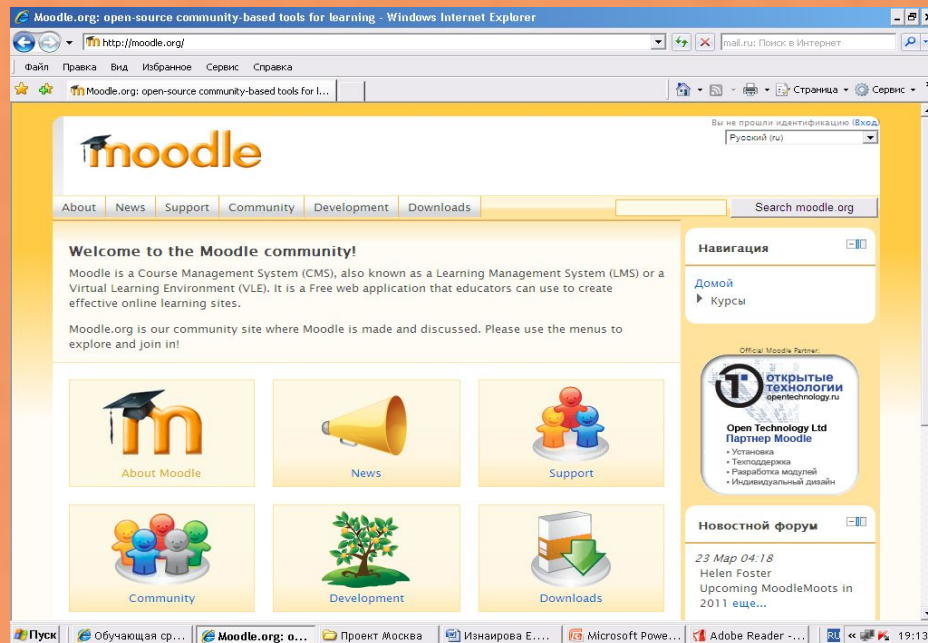 Moodle.org: open-source community-based tools for learning - Windows Internet Explorer
http://moodle.org/
mail.ru: Поиск в Интернет
Файл Правка Вид Избранное Сервис Справка
Moodle.org: open-source community-based tools for l...
Страница Сервис
Вы не прошли идентификацию (Вход)
Русский (ru)
moodle
About News Support Community Development Downloads
Search moodle.org
Welcome to the Moodle community!
Moodle is a Course Management System (CMS), also known as a Learning Management System (LMS) or a
Virtual Learning Environment (VLE). It is a Free web application that educators can use to create
effective online learning sites.
Moodle.org is our community site where Moodle is made and discussed. Please use the menus to
explore and join in!
About Moodle
News
Support
Community
Development
Downloads
Навигация
Домой
Курсы
Official Moodle Partner:
открытые
технологии
opentechnology.ru
Open Technology Ltd
Партнер Moodle
• Установка
• Техподдержка
• Разработка модулей
• Индивидуальный дизайн
Новостной форум
23 Мар 04:18
Helen Foster
Upcoming MoodleMoots in
2011 еще...
Пуск Обучающая ср... Moodle.org: o... Проект Москва Изнаирова Е.... Microsoft Powe... Adobe Reader -... RU 19:13